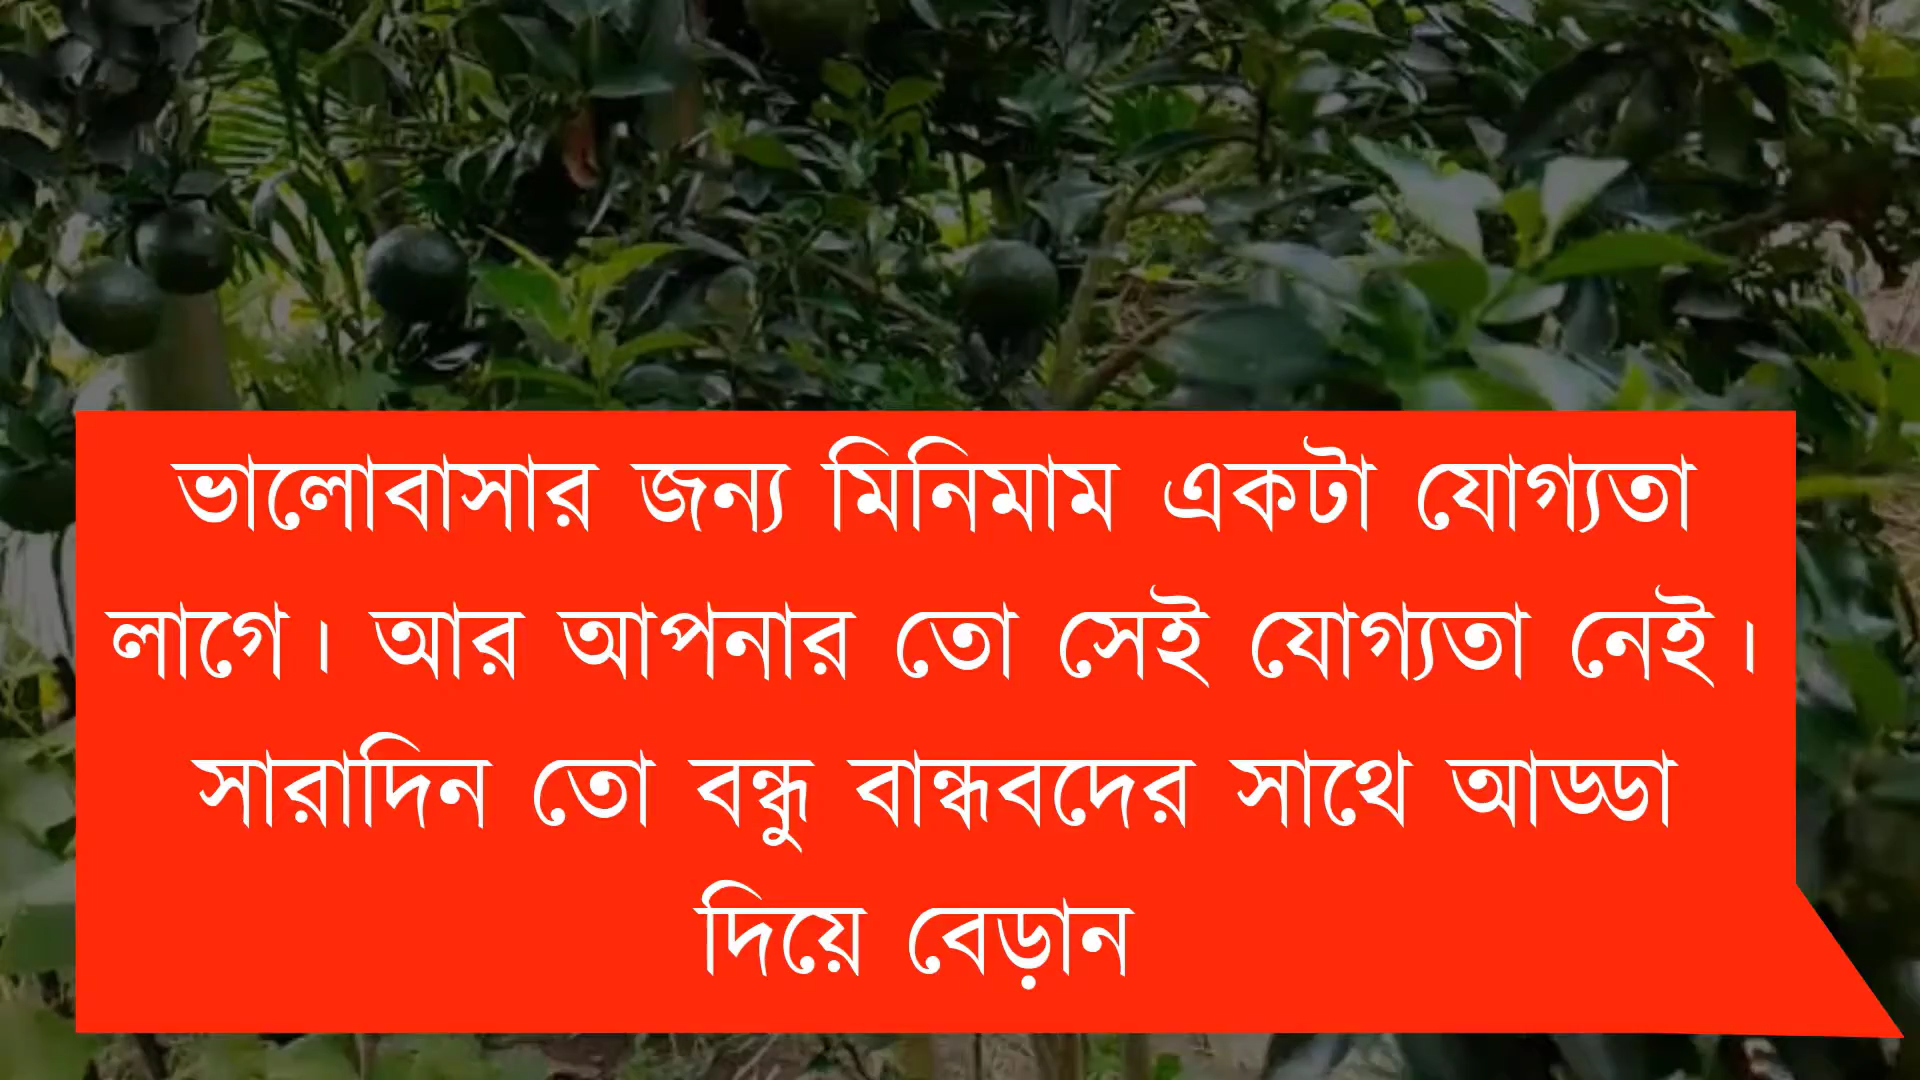 ভালোবাসার জন্য মিনিমাম একটা যোগ্যতা
লাগে। আর আপনার তো সেই যোগ্যতা নেই।
সারাদিন তো বন্ধু বান্ধবদের সাথে আড্ডা
দিয়ে বেড়ান